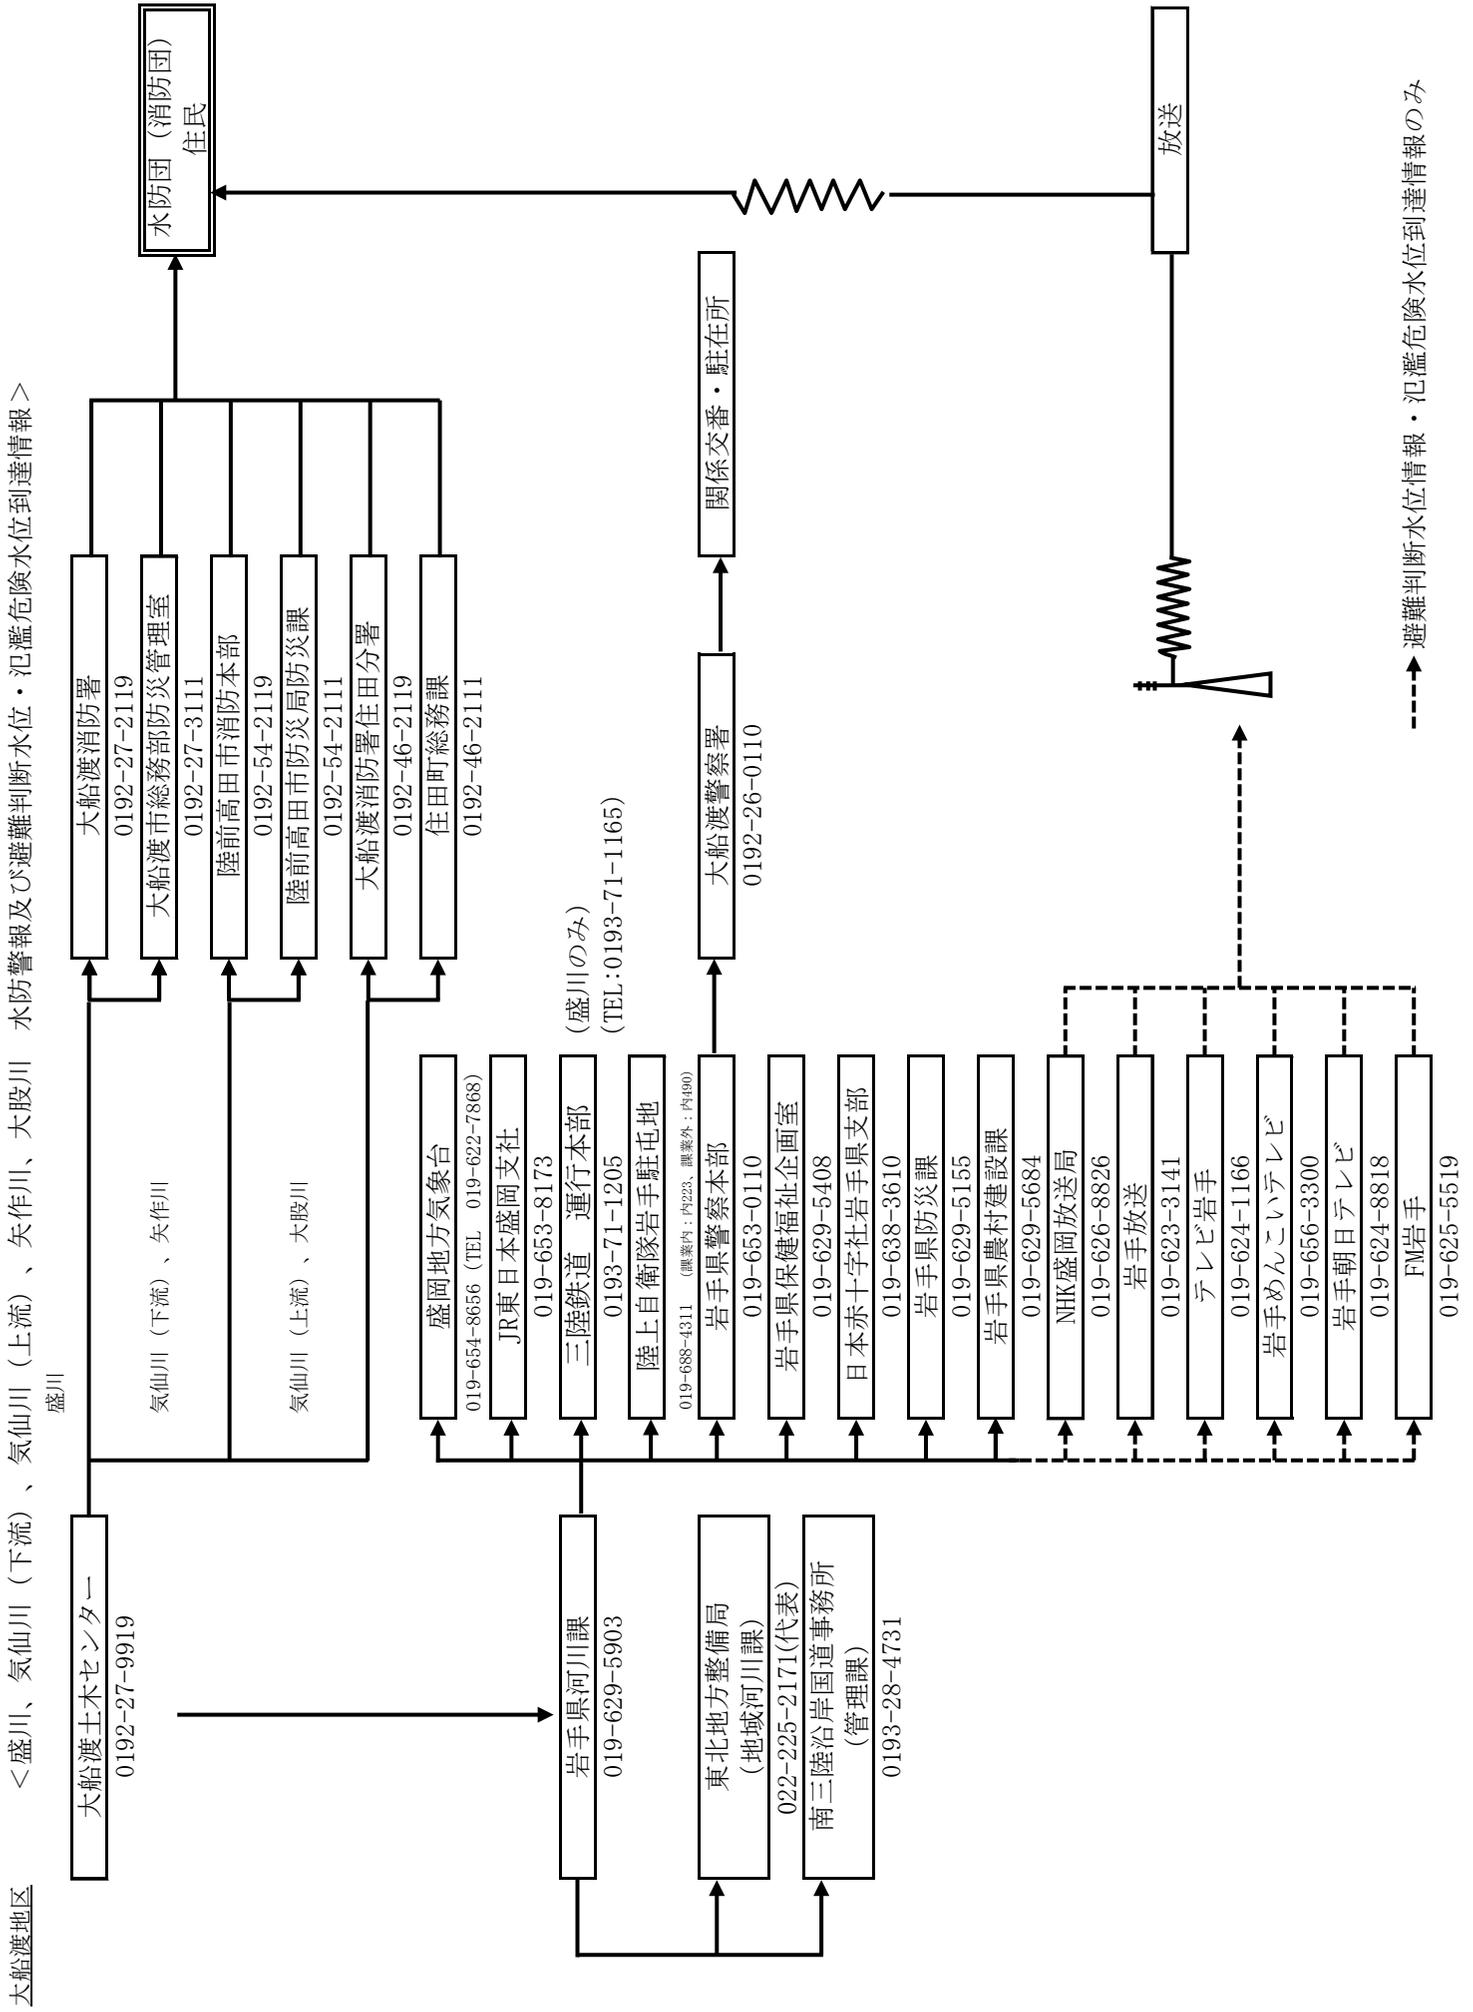 大船渡地区　　＜盛川、気仙川（下流）、気仙川（上流）、矢作川、大股川　水防警報及び避難判断水位・氾濫危険水位到達情報＞
大船渡土木センター
0192-27-9919
盛川
気仙川（下流）、矢作川
気仙川（上流）、大股川
大船渡消防署
0192-27-2119
大船渡市総務部防災管理室
0192-27-3111
陸前高田市消防本部
0192-54-2119
陸前高田市防災局防災課
0192-54-2111
大船渡消防署住田分署
0192-46-2119
住田町総務課
0192-46-2111
水防団（消防団）
住民
岩手県河川課
019-629-5903
東北地方整備局
（地域河川課）
022-225-2171(代表)
南三陸沿岸国道事務所
（管理課）
0193-28-4731
盛岡地方気象台
019-654-8656（TEL　019-622-7868）
JR東日本盛岡支社
019-653-8173
三陸鉄道　運行本部
0193-71-1205
（盛川のみ）
（TEL:0193-71-1165）
陸上自衛隊岩手駐屯地
019-688-4311　（課業内：内223、課業外：内490）
岩手県警察本部
019-653-0110
大船渡警察署
0192-26-0110
関係交番・駐在所
岩手県保健福祉企画室
019-629-5408
日本赤十字社岩手県支部
019-638-3610
岩手県防災課
019-629-5155
岩手県農村建設課
019-629-5684
NHK盛岡放送局
019-626-8826
岩手放送
019-623-3141
テレビ岩手
019-624-1166
岩手めんこいテレビ
019-656-3300
岩手朝日テレビ
019-624-8818
FM岩手
019-625-5519
放送
避難判断水位情報・氾濫危険水位到達情報のみ